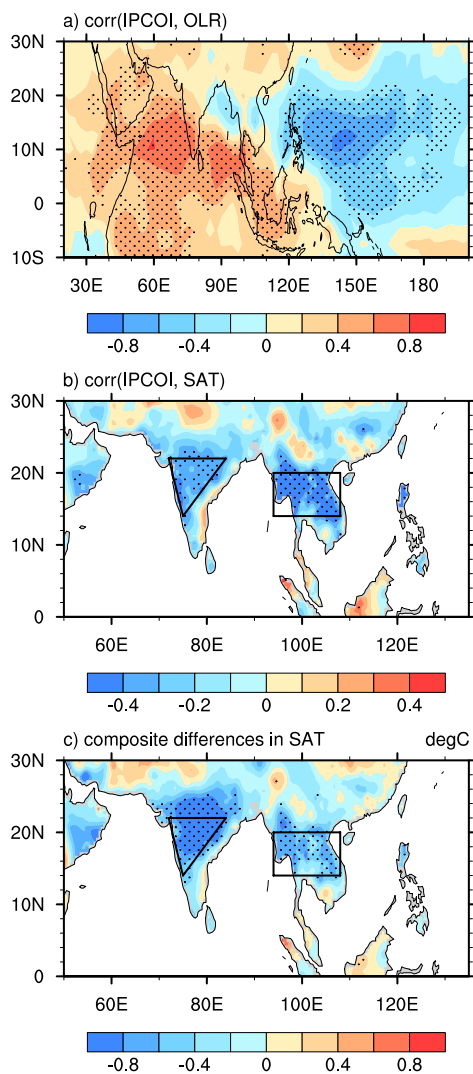 a) corr(IPCOI, OLR)
30N
20N
10N
0
10S
30E 60E 90E 120E 150E 180
-0.8 -0.4 0 0.4 0.8
b) corr(IPCOI, SAT)
30N
20N
10N
0
60E 80E 100E 120E
-0.4 -0.2 0 0.2 0.4
c) composite differences in SAT degC
30N
20N
10N
0
60E 80E 100E 120E
-0.8 -0.4 0 0.4 0.8